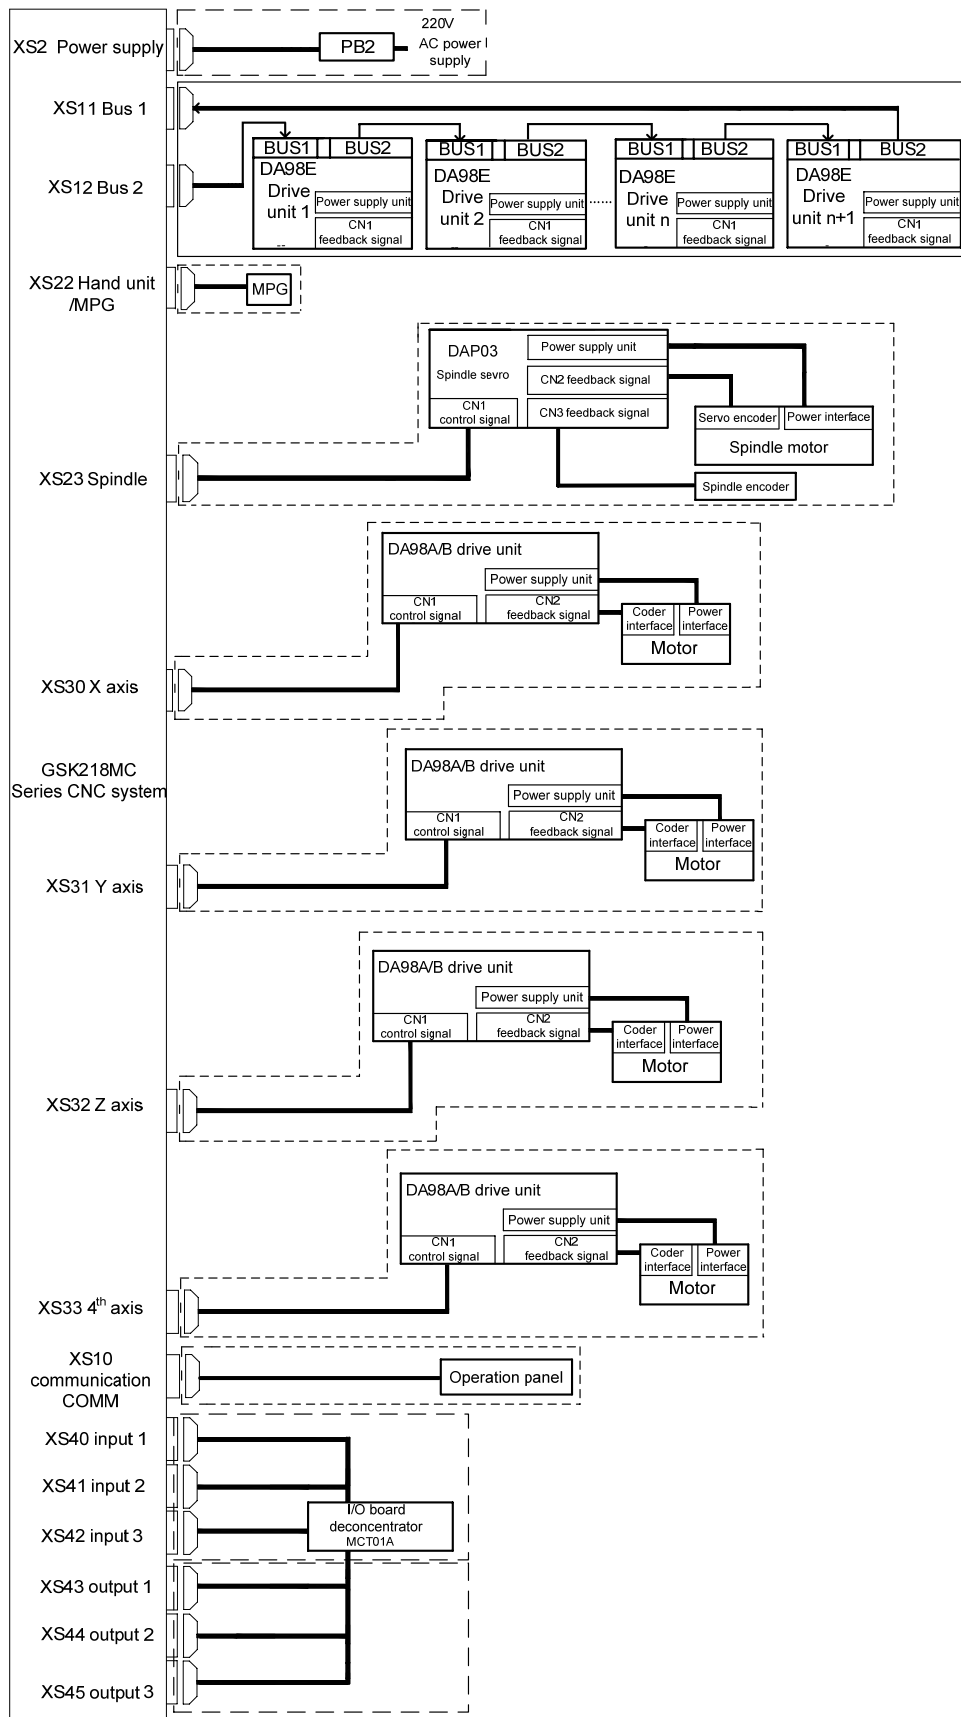 XS2 Power supply
PB2
220V
AC power
supply
XS11 Bus 1
XS12 Bus 2
BUS1 BUS2
DA98E
Drive
unit 1
Power supply unit
CN1
feedback signal
BUS1 BUS2
DA98E
Drive
unit 2
Power supply unit
CN1
feedback signal
......
BUS1 BUS2
DA98E
Drive
unit n
Power supply unit
CN1
feedback signal
BUS1 BUS2
DA98E
Drive
unit n+1
Power supply unit
CN1
feedback signal
XS22 Hand unit
/MPG
MPG
DAP03
Spindle sevro
Power supply unit
CN2 feedback signal
CN1
control signal
CN3 feedback signal
Servo encoder
Power interface
Spindle motor
Spindle encoder
XS23 Spindle
DA98A/B drive unit
Power supply unit
CN1
control signal
CN2
feedback signal
Coder
interface
Power
interface
Motor
XS30 X axis
GSK218MC
Series CNC system
DA98A/B drive unit
Power supply unit
CN1
control signal
CN2
feedback signal
Coder
interface
Power
interface
Motor
XS31 Y axis
DA98A/B drive unit
Power supply unit
CN1
control signal
CN2
feedback signal
Coder
interface
Power
interface
Motor
XS32 Z axis
DA98A/B drive unit
Power supply unit
CN1
control signal
CN2
feedback signal
Coder
interface
Power
interface
Motor
XS33 4th axis
XS10
communication
COMM
Operation panel
XS40 input 1
XS41 input 2
XS42 input 3
I/O board
deconcentrator
MCT01A
XS43 output 1
XS44 output 2
XS45 output 3